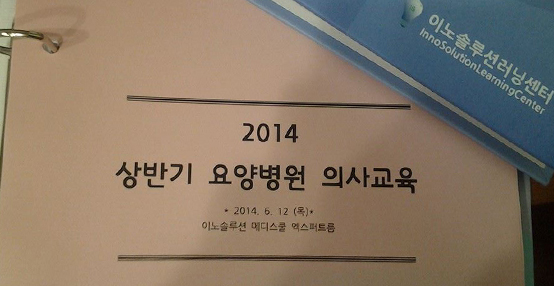 이노솔루션러닝센터
InnoSolutionLearningCenter
2014
상반기 요양병원 의사교육
* 2014. 6. 12 (목)*
이노솔루션 메디스쿨 엑스퍼트룸